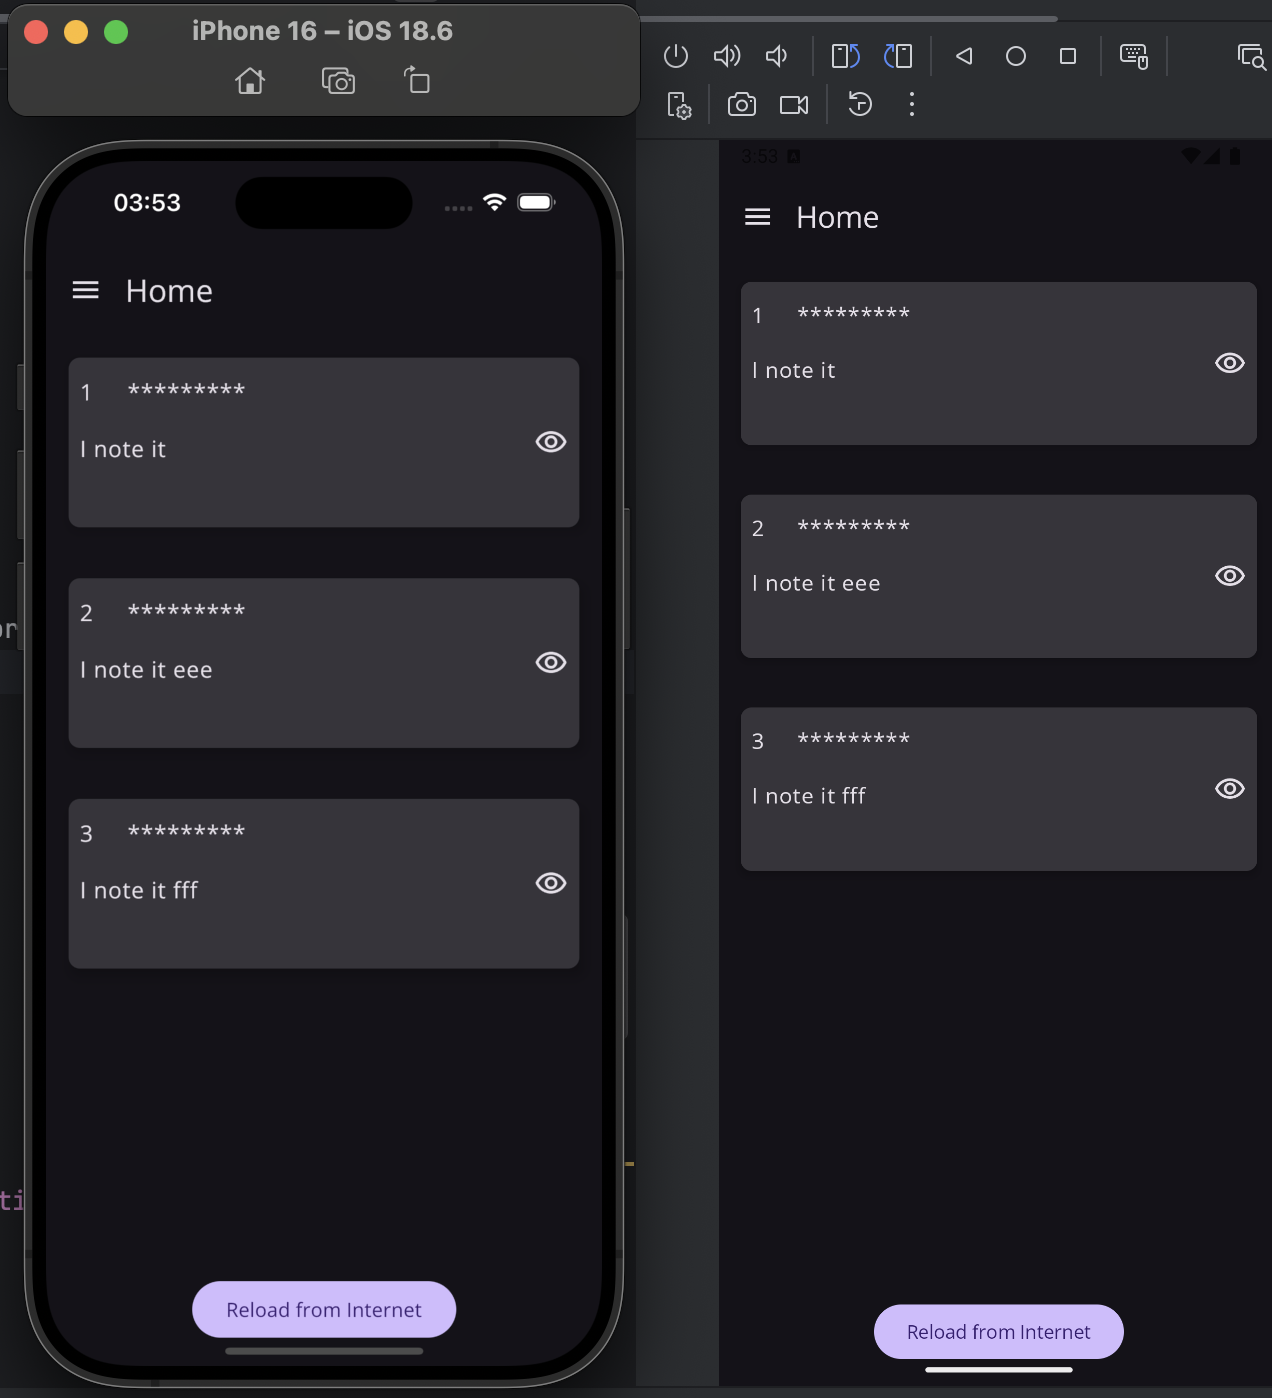 iPhone 16 – iOS 18.6
03:53
Home
1 *********
I note it
2 *********
I note it eee
3 *********
I note it fff
Reload from Internet
3:53
Home
1 *********
I note it
2 *********
I note it eee
3 *********
I note it fff
Reload from Internet
or
ti